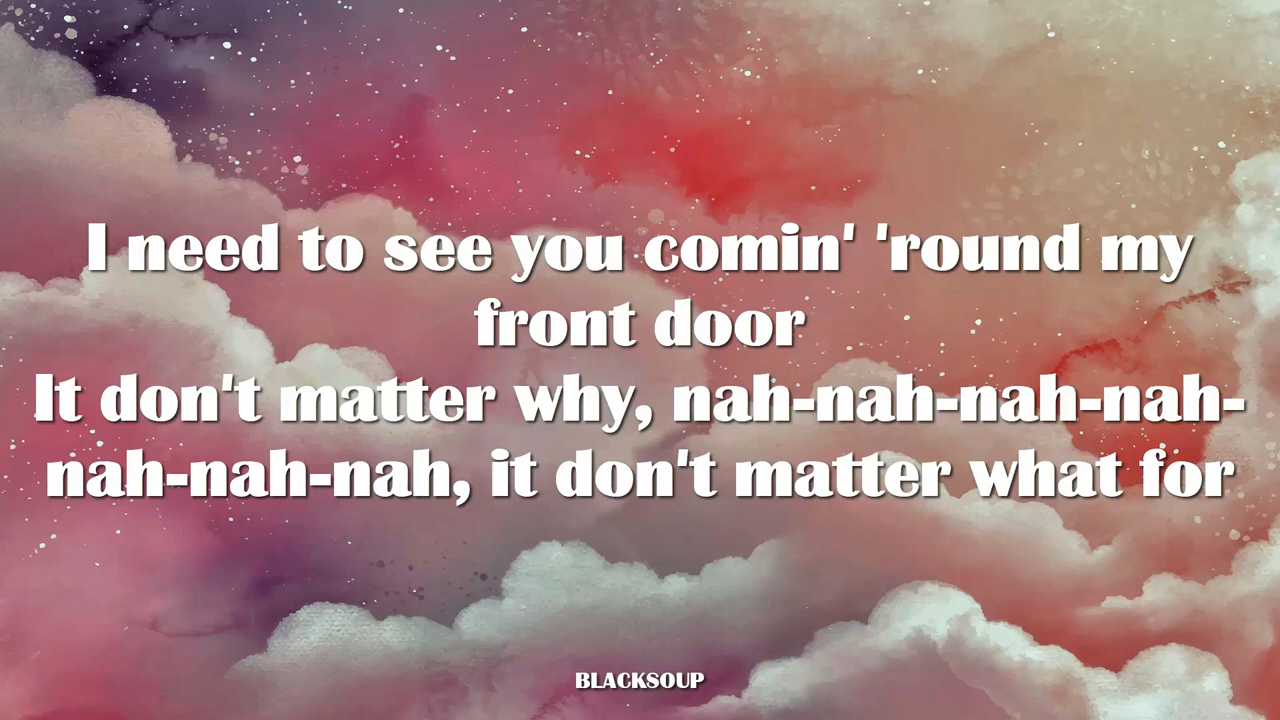 I need to see you comin' 'round my
front door
It don't matter why, nah-nah-nah-nah-
nah-nah-nah, it don't matter what for
BLACKSOUP